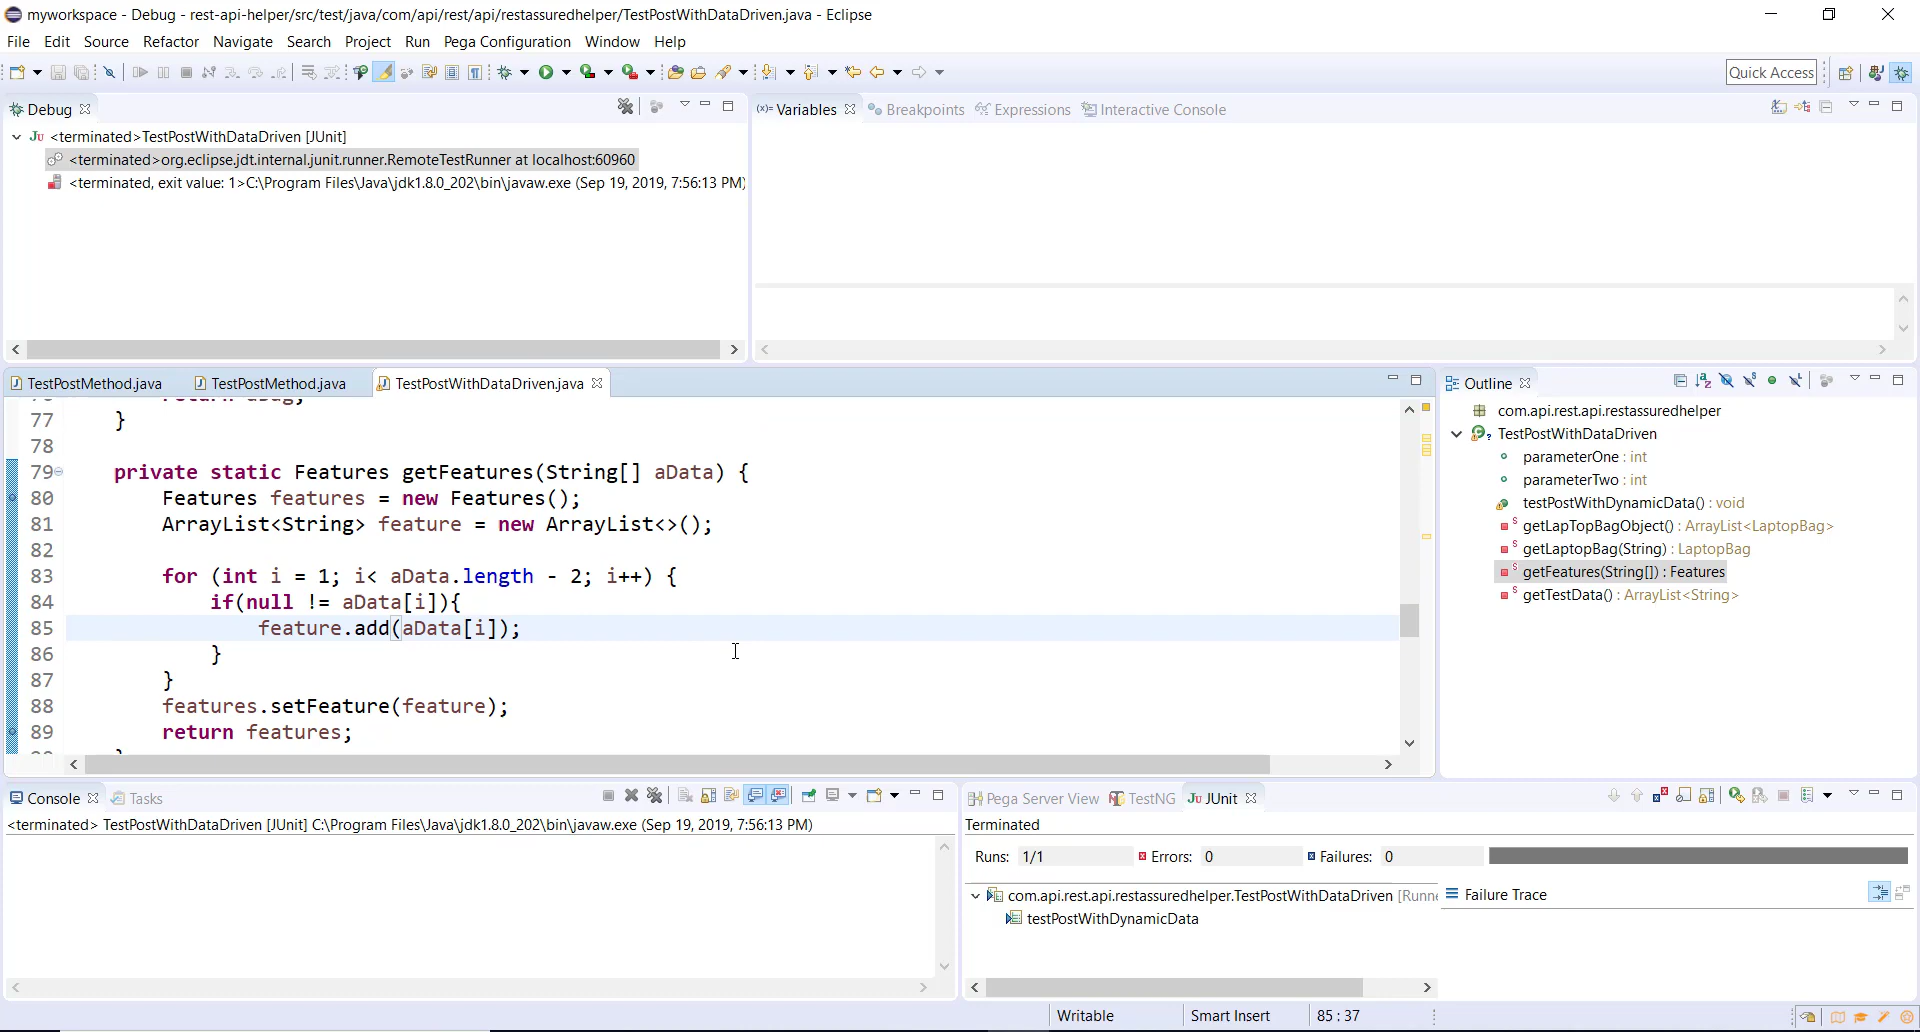 myworkspace - Debug - rest-api-helper/src/test/java/com/api/rest/api/restassuredhelper/TestPostWithDataDriven.java - Eclipse
File Edit Source Refactor Navigate Search Project Run Pega Configuration Window Help
Quick Access
Debug
<terminated>TestPostWithDataDriven [JUnit]
<terminated>org.eclipse.jdt.internal.junit.runner.RemoteTestRunner at localhost:60960
<terminated, exit value: 1>C:\Program Files\Java\jdk1.8.0_202\bin\javaw.exe (Sep 19, 2019, 7:56:13 PM)
Variables Breakpoints Expressions Interactive Console
TestPostMethod.java TestPostMethod.java TestPostWithDataDriven.java
77 }
78
79 private static Features getFeatures(String[] aData) {
80 Features features = new Features();
81 ArrayList<String> feature = new ArrayList<>();
82
83 for (int i = 1; i< aData.length - 2; i++) {
84 if(null != aData[i]){
85 feature.add(aData[i]);
86 }
87 }
88 features.setFeature(feature);
89 return features;
Outline
com.api.rest.api.restassuredhelper
TestPostWithDataDriven
parameterOne : int
parameterTwo : int
testPostWithDynamicData() : void
getLapTopBagObject() : ArrayList<LaptopBag>
getLaptopBag(String) : LaptopBag
getFeatures(String[]) : Features
getTestData() : ArrayList<String>
Console Tasks
<terminated> TestPostWithDataDriven [JUnit] C:\Program Files\Java\jdk1.8.0_202\bin\javaw.exe (Sep 19, 2019, 7:56:13 PM)
Pega Server View TestNG JUnit
Terminated
Runs: 1/1 Errors: 0 Failures: 0
com.api.rest.api.restassuredhelper.TestPostWithDataDriven [Runne
testPostWithDynamicData
Failure Trace
Writable Smart Insert 85 : 37